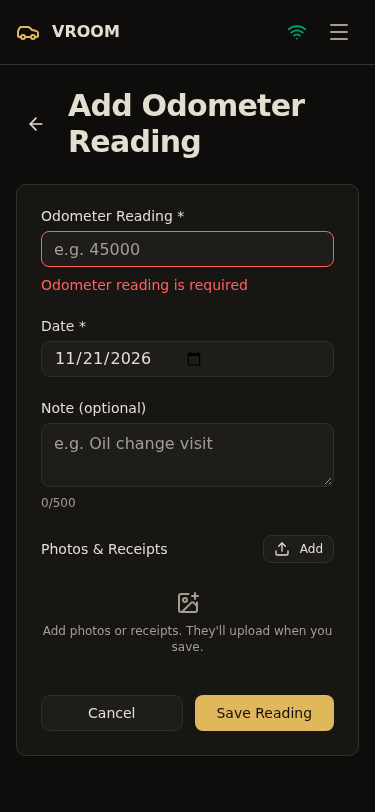 VROOM
Add Odometer
Reading
Odometer Reading *
e.g. 45000
Odometer reading is required
Date *
11/21/2026
Note (optional)
e.g. Oil change visit
0/500
Photos & Receipts
Add
Add photos or receipts. They'll upload when you
save.
Cancel
Save Reading